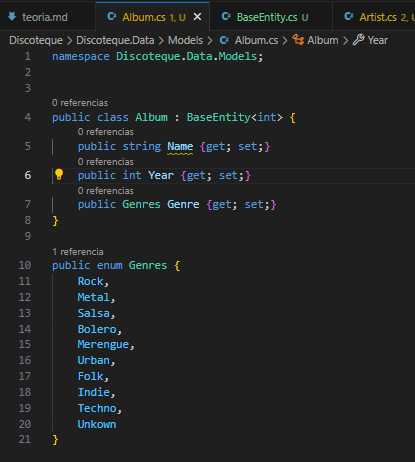 teoria.md Album.cs 1, U BaseEntity.cs U Artist.cs 2,
Discoteque > Discoteque.Data > Models > Album.cs > Album > Year
1 namespace Discoteque.Data.Models;
2
3
0 referencias
4 public class Album : BaseEntity<int> {
0 referencias
5 public string Name {get; set;}
0 referencias
6 public int Year {get; set;}
0 referencias
7 public Genres Genre {get; set;}
8 }
9
1 referencia
10 public enum Genres {
11 Rock,
12 Metal,
13 Salsa,
14 Bolero,
15 Merengue,
16 Urban,
17 Folk,
18 Indie,
19 Techno,
20 Unkown
21 }